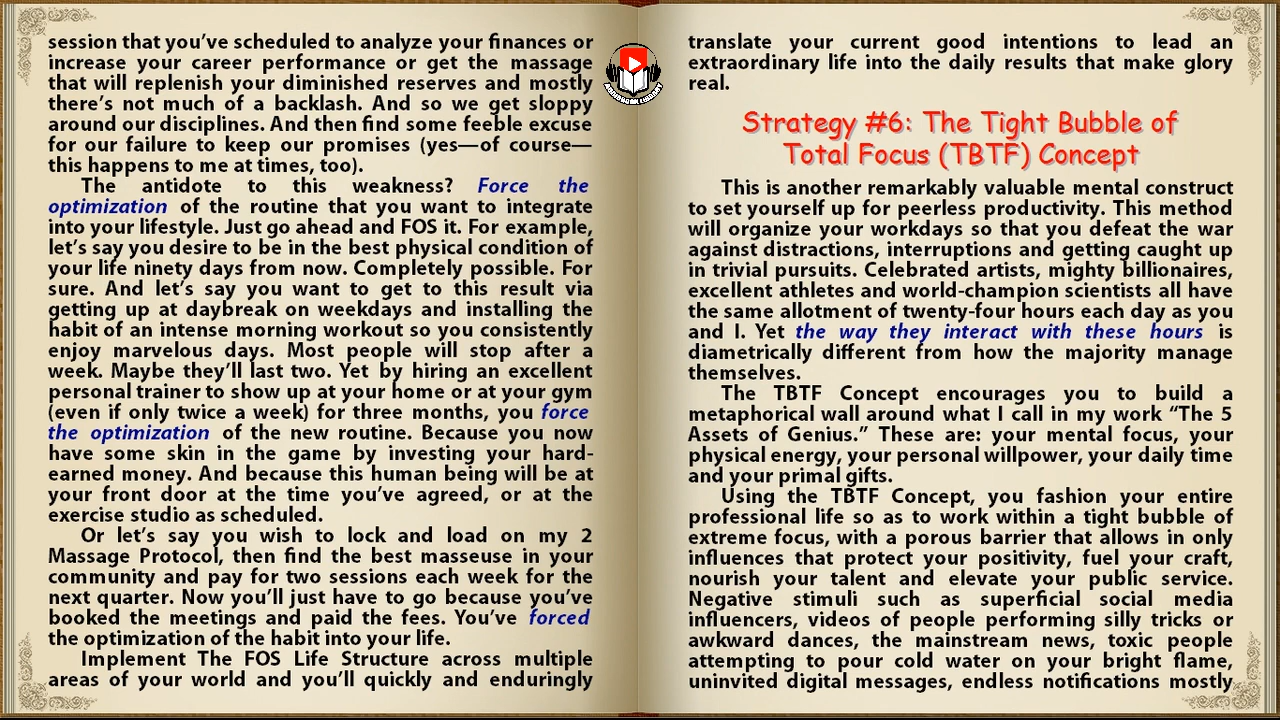 session that you’ve scheduled to analyze your finances or
increase your career performance or get the massage
that will replenish your diminished reserves and mostly
there’s not much of a backlash. And so we get sloppy
around our disciplines. And then find some feeble excuse
for our failure to keep our promises (yes—of course—
this happens to me at times, too).
The antidote to this weakness? Force the
optimization of the routine that you want to integrate
into your lifestyle. Just go ahead and FOS it. For example,
let’s say you desire to be in the best physical condition of
your life ninety days from now. Completely possible. For
sure. And let’s say you want to get to this result via
getting up at daybreak on weekdays and installing the
habit of an intense morning workout so you consistently
enjoy marvelous days. Most people will stop after a
week. Maybe they’ll last two. Yet by hiring an excellent
personal trainer to show up at your home or at your gym
(even if only twice a week) for three months, you force
the optimization of the new routine. Because you now
have some skin in the game by investing your hard-
earned money. And because this human being will be at
your front door at the time you’ve agreed, or at the
exercise studio as scheduled.
Or let’s say you wish to lock and load on my 2
Massage Protocol, then find the best masseuse in your
community and pay for two sessions each week for the
next quarter. Now you’ll just have to go because you’ve
booked the meetings and paid the fees. You’ve forced
the optimization of the habit into your life.
Implement The FOS Life Structure across multiple
areas of your world and you’ll quickly and enduringly
translate your current good intentions to lead an
extraordinary life into the daily results that make glory
real.
Strategy #6: The Tight Bubble of
Total Focus (TBTF) Concept
This is another remarkably valuable mental construct
to set yourself up for peerless productivity. This method
will organize your workdays so that you defeat the war
against distractions, interruptions and getting caught up
in trivial pursuits. Celebrated artists, mighty billionaires,
excellent athletes and world-champion scientists all have
the same allotment of twenty-four hours each day as you
and I. Yet the way they interact with these hours is
diametrically different from how the majority manage
themselves.
The TBTF Concept encourages you to build a
metaphorical wall around what I call in my work “The 5
Assets of Genius.” These are: your mental focus, your
physical energy, your personal willpower, your daily time
and your primal gifts.
Using the TBTF Concept, you fashion your entire
professional life so as to work within a tight bubble of
extreme focus, with a porous barrier that allows in only
influences that protect your positivity, fuel your craft,
nourish your talent and elevate your public service.
Negative stimuli such as superficial social media
influencers, videos of people performing silly tricks or
awkward dances, the mainstream news, toxic people
attempting to pour cold water on your bright flame,
uninvited digital messages, endless notifications mostly